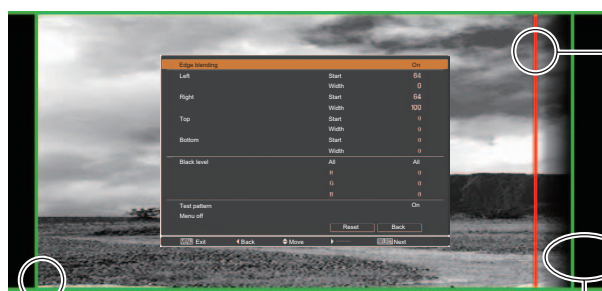 Edge blending On
Left Start 64
Width 0
Right Start 64
Width 100
Top Start 0
Width 0
Bottom Start 0
Width 0
Black level All All
R 0
G 0
B 0
Test pattern On
Menu off
Reset Back
MENU Exit Back Move SELECT Next